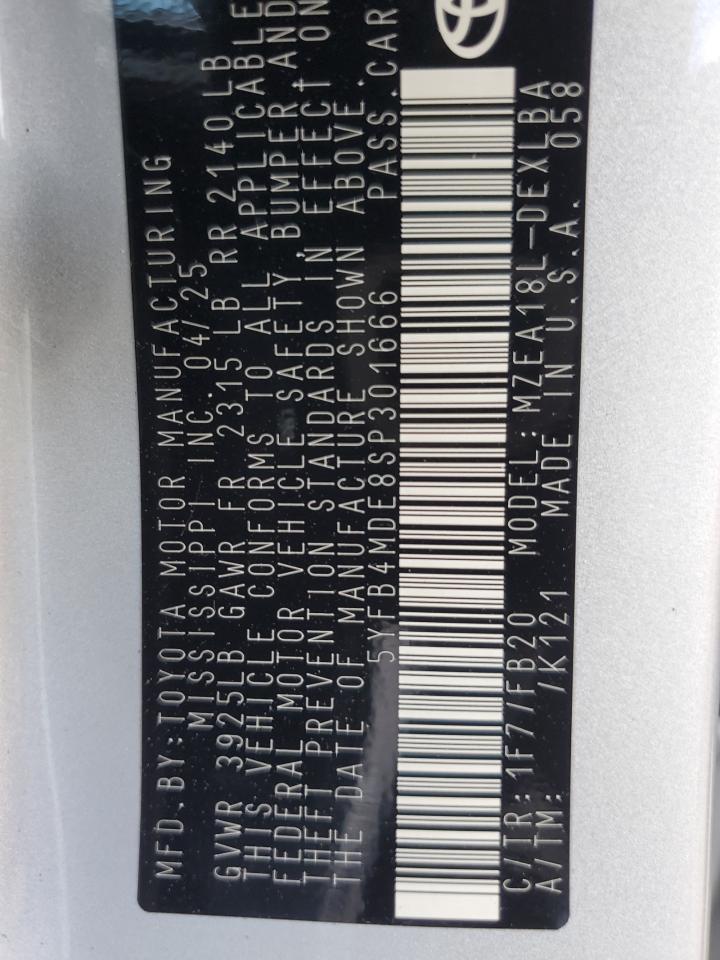 MFD.BY:TOYOTA MOTOR MANUFACTURING
MISSISSIPPI INC. 04/25
GVWR 3925LB GAWR FR 2315 LB RR 2140LB
THIS VEHICLE CONFORMS TO ALL APPLICABLE
FEDERAL MOTOR VEHICLE SAFETY, BUMPER AND
THEFT PREVENTION STANDARDS IN EFFECT ON
THE DATE OF MANUFACTURE SHOWN ABOVE.
5YFB4MDE8SP301666 PASS.CAR
C/TR:1F7/FB20 MODEL:MZEA18L-DEXLBA
A/TM: /K121 MADE IN U.S.A. 058